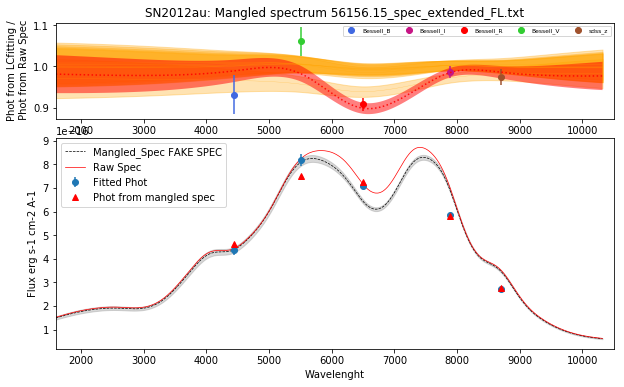 SN2012au: Mangled spectrum 56156.15_spec_extended_FL.txt
Phot from LCfitting /
Phot from Raw Spec
1.1
1.0
0.9
Bessell_B
Bessell_I
Bessell_R
Bessell_V
sdss_z
2000 3000 4000 5000 6000 7000 8000 9000 10000
1e−16
Flux erg s-1 cm-2 A-1
9
8
7
6
5
4
3
2
1
Mangled_Spec FAKE SPEC
Raw Spec
Fitted Phot
Phot from mangled spec
2000 3000 4000 5000 6000 7000 8000 9000 10000
Wavelenght